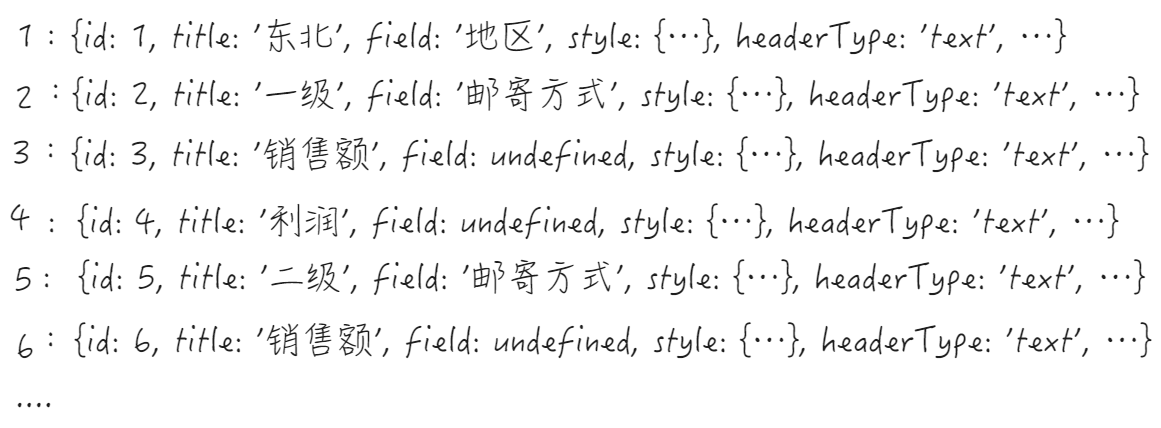 1 : {id: 1, title: '东北', field: '地区', style: {…}, headerType: 'text', …}
2 : {id: 2, title: '一级', field: '邮寄方式', style: {…}, headerType: 'text', …}
3 : {id: 3, title: '销售额', field: undefined, style: {…}, headerType: 'text', …}
4 : {id: 4, title: '利润', field: undefined, style: {…}, headerType: 'text', …}
5 : {id: 5, title: '二级', field: '邮寄方式', style: {…}, headerType: 'text', …}
6 : {id: 6, title: '销售额', field: undefined, style: {…}, headerType: 'text', …}
....